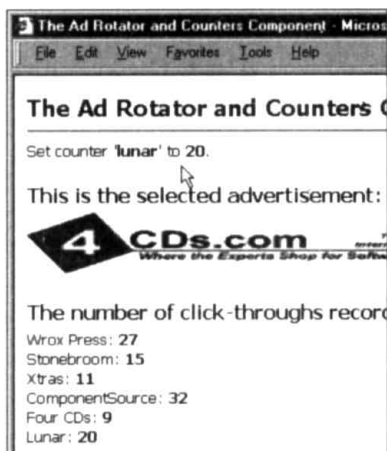 The Ad Rotator and Counters Component - Micros
File Edit View Favorites Tools Help
The Ad Rotator and Counters C
Set counter 'lunar' to 20.
This is the selected advertisement:
4 CDs.com
Where the Experts Shop for Softw
The number of click-throughs record
Wrox Press: 27
Stonebroom: 15
Xtras: 11
ComponentSource: 32
Four CDs: 9
Lunar: 20